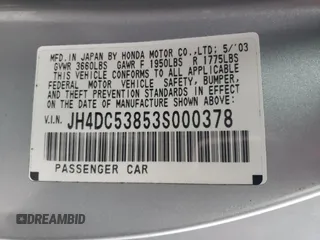 MFD. IN JAPAN BY HONDA MOTOR CO.,LTD; 5/'03
GVWR 3660LBS GAWR F 1950LBS R 1775LBS
THIS VEHICLE CONFORMS TO ALL APPLICABLE
FEDERAL MOTOR VEHICLE SAFETY, BUMPER,
AND THEFT PREVENTION STANDARDS IN EFFECT
ON THE DATE OF MANUFACTURE SHOWN ABOVE.
V.I.N. JH4DC53853S000378
PASSENGER CAR
DREAMBID